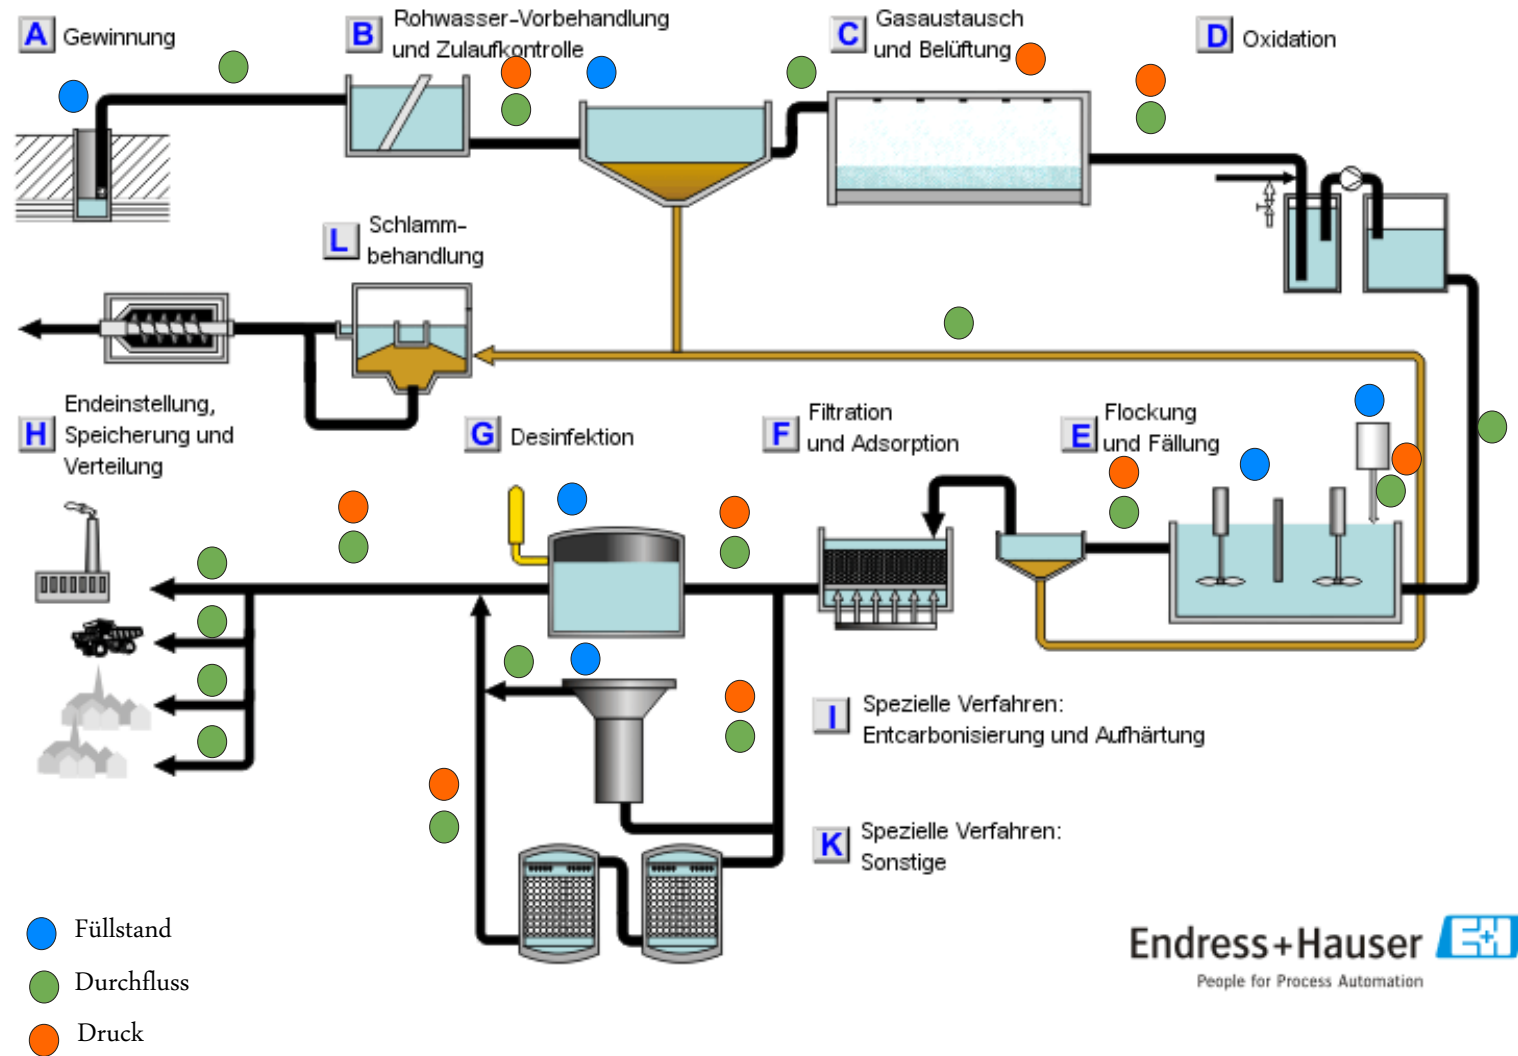 A Gewinnung
B Rohwasser-Vorbehandlung
und Zulaufkontrolle
C Gasaustausch
und Belüftung
D Oxidation
L Schlamm-
behandlung
H Endeinstellung,
Speicherung und
Verteilung
G Desinfektion
F Filtration
und Adsorption
E Flockung
und Fällung
I Spezielle Verfahren:
Entcarbonisierung und Aufhärtung
K Spezielle Verfahren:
Sonstige
Füllstand
Durchfluss
Druck
Endress+Hauser E+H
People for Process Automation